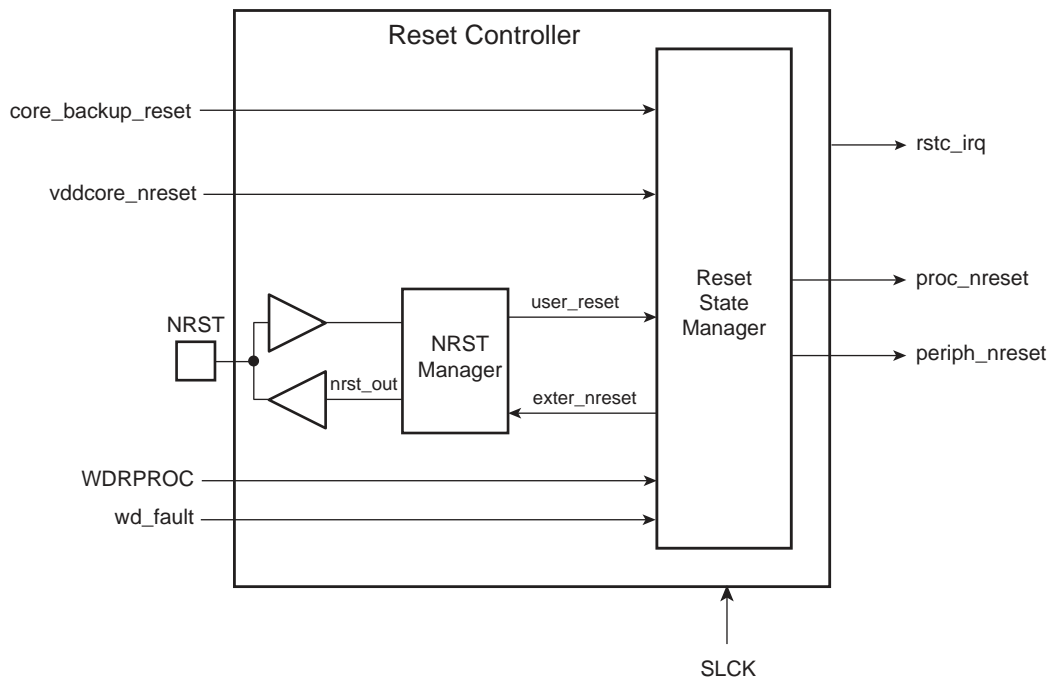 Reset Controller
core_backup_reset
rstc_irq
vddcore_nreset
Reset
State
Manager
proc_nreset
user_reset
NRST
NRST
Manager
periph_nreset
nrst_out
exter_nreset
WDRPROC
wd_fault
SLCK